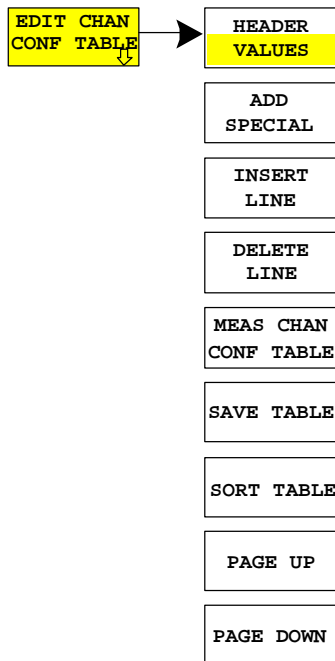 EDIT CHAN
CONF TABLE
HEADER
VALUES
ADD
SPECIAL
INSERT
LINE
DELETE
LINE
MEAS CHAN
CONF TABLE
SAVE TABLE
SORT TABLE
PAGE UP
PAGE DOWN